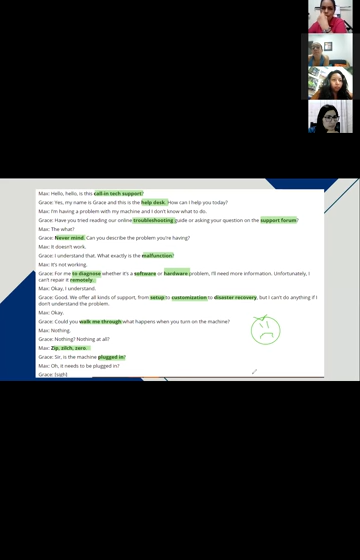 Max: Hello, hello, is this call-in tech support?
Grace: Yes, my name is Grace and this is the help desk. How can I help you today?
Max: I'm having a problem with my machine and I don't know what to do.
Grace: Have you tried reading our online troubleshooting guide or asking your question on the support forum?
Max: The what?
Grace: Never mind. Can you describe the problem you're having?
Max: It doesn't work.
Grace: I understand that. What exactly is the malfunction?
Max: It's not working.
Grace: For me to diagnose whether it's a software or hardware problem, I'll need more information. Unfortunately, I
can't repair it remotely.
Max: Okay, I understand.
Grace: Good. We offer all kinds of support, from setup to customization to disaster recovery, but I can't do anything if I
don't understand the problem.
Max: Okay.
Grace: Could you walk me through what happens when you turn on the machine?
Max: Nothing.
Grace: Nothing? Nothing at all?
Max: Zip, zilch, zero.
Grace: Sir, is the machine plugged in?
Max: Oh, it needs to be plugged in?
Grace: [sigh]